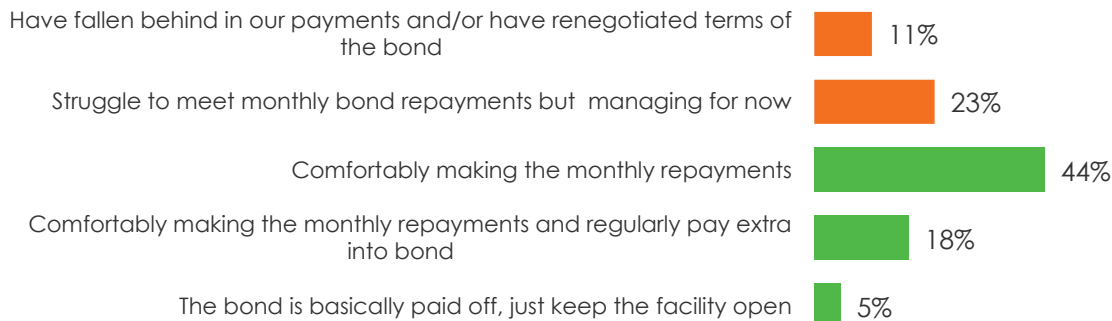 Have fallen behind in our payments and/or have renegotiated terms of
the bond
11%
Struggle to meet monthly bond repayments but  managing for now
23%
Comfortably making the monthly repayments
44%
Comfortably making the monthly repayments and regularly pay extra
into bond
18%
The bond is basically paid off, just keep the facility open
5%